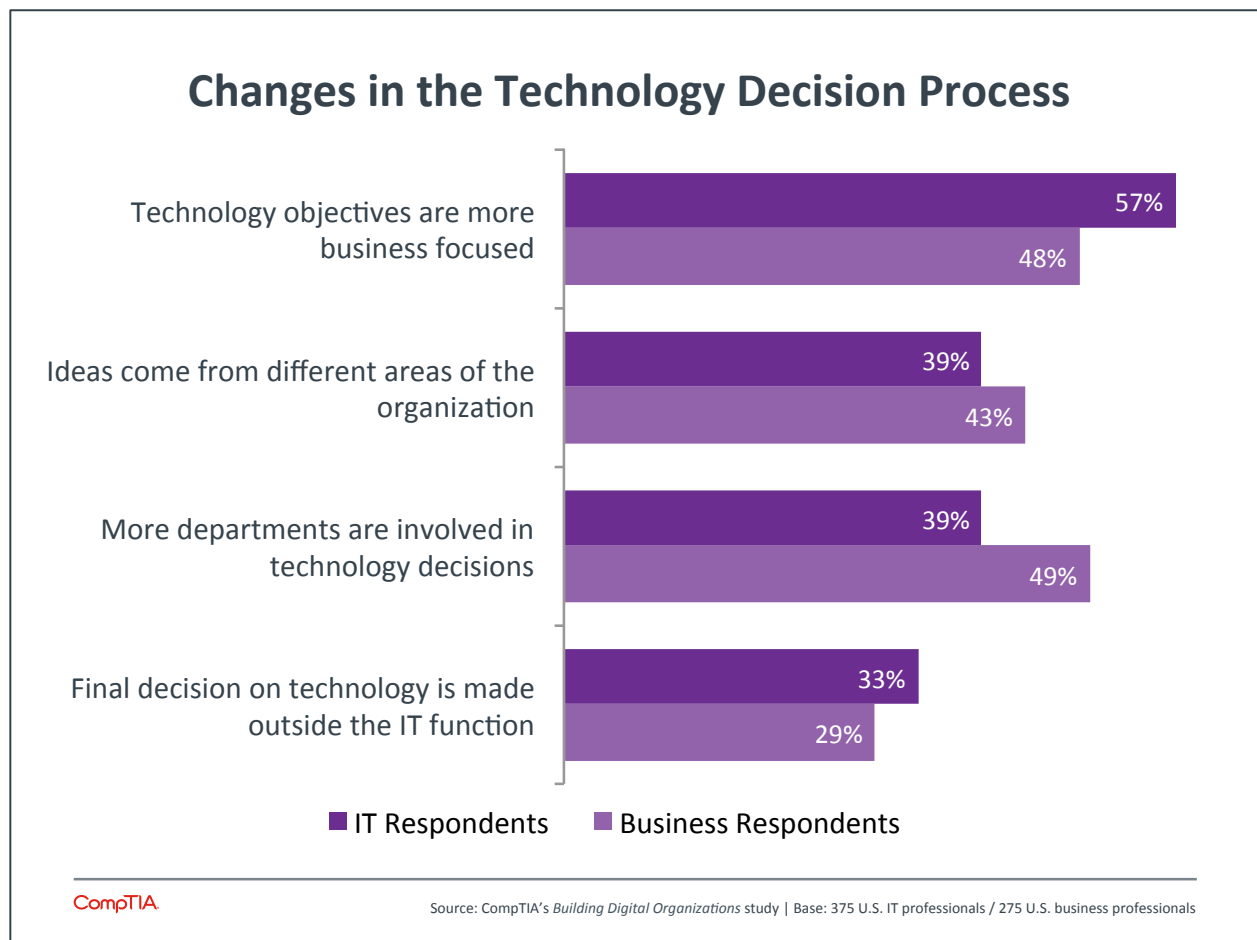 Changes in the Technology Decision Process
Technology objectives are more
business focused
57%
48%
Ideas come from different areas of the
organization
39%
43%
More departments are involved in
technology decisions
39%
49%
Final decision on technology is made
outside the IT function
33%
29%
IT Respondents Business Respondents
CompTIA.
Source: CompTIA's Building Digital Organizations study | Base: 375 U.S. IT professionals / 275 U.S. business professionals